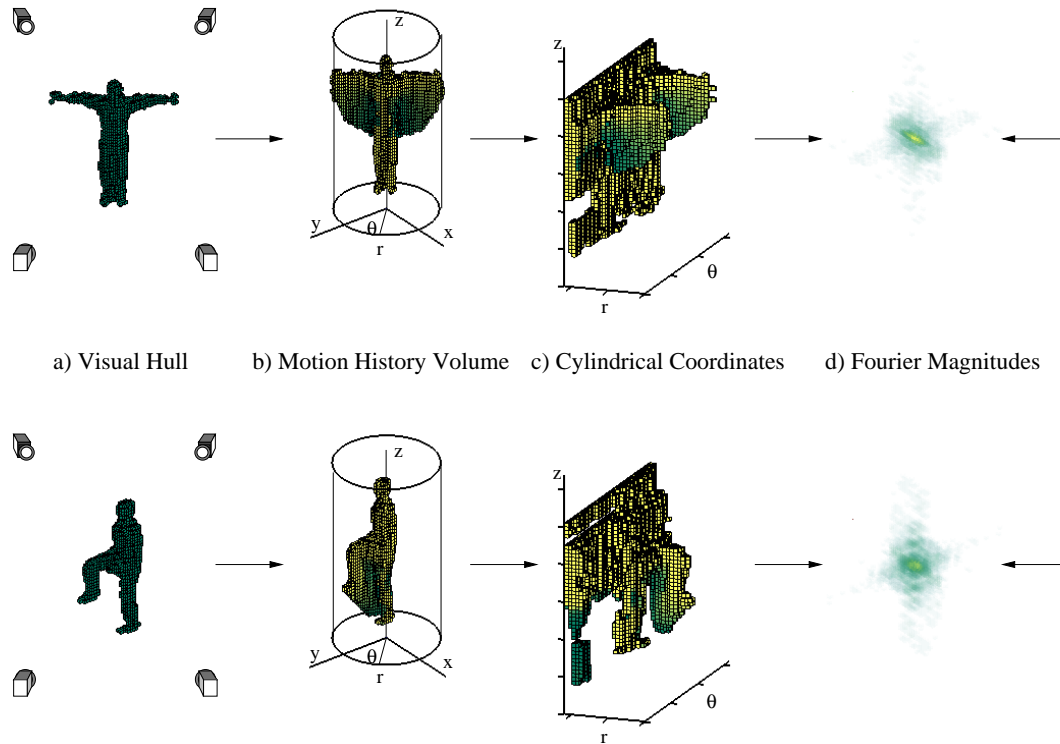 z
y
θ
x
r
z
θ
r
a) Visual Hull
b) Motion History Volume
c) Cylindrical Coordinates
d) Fourier Magnitudes
z
y
θ
x
r
z
θ
r